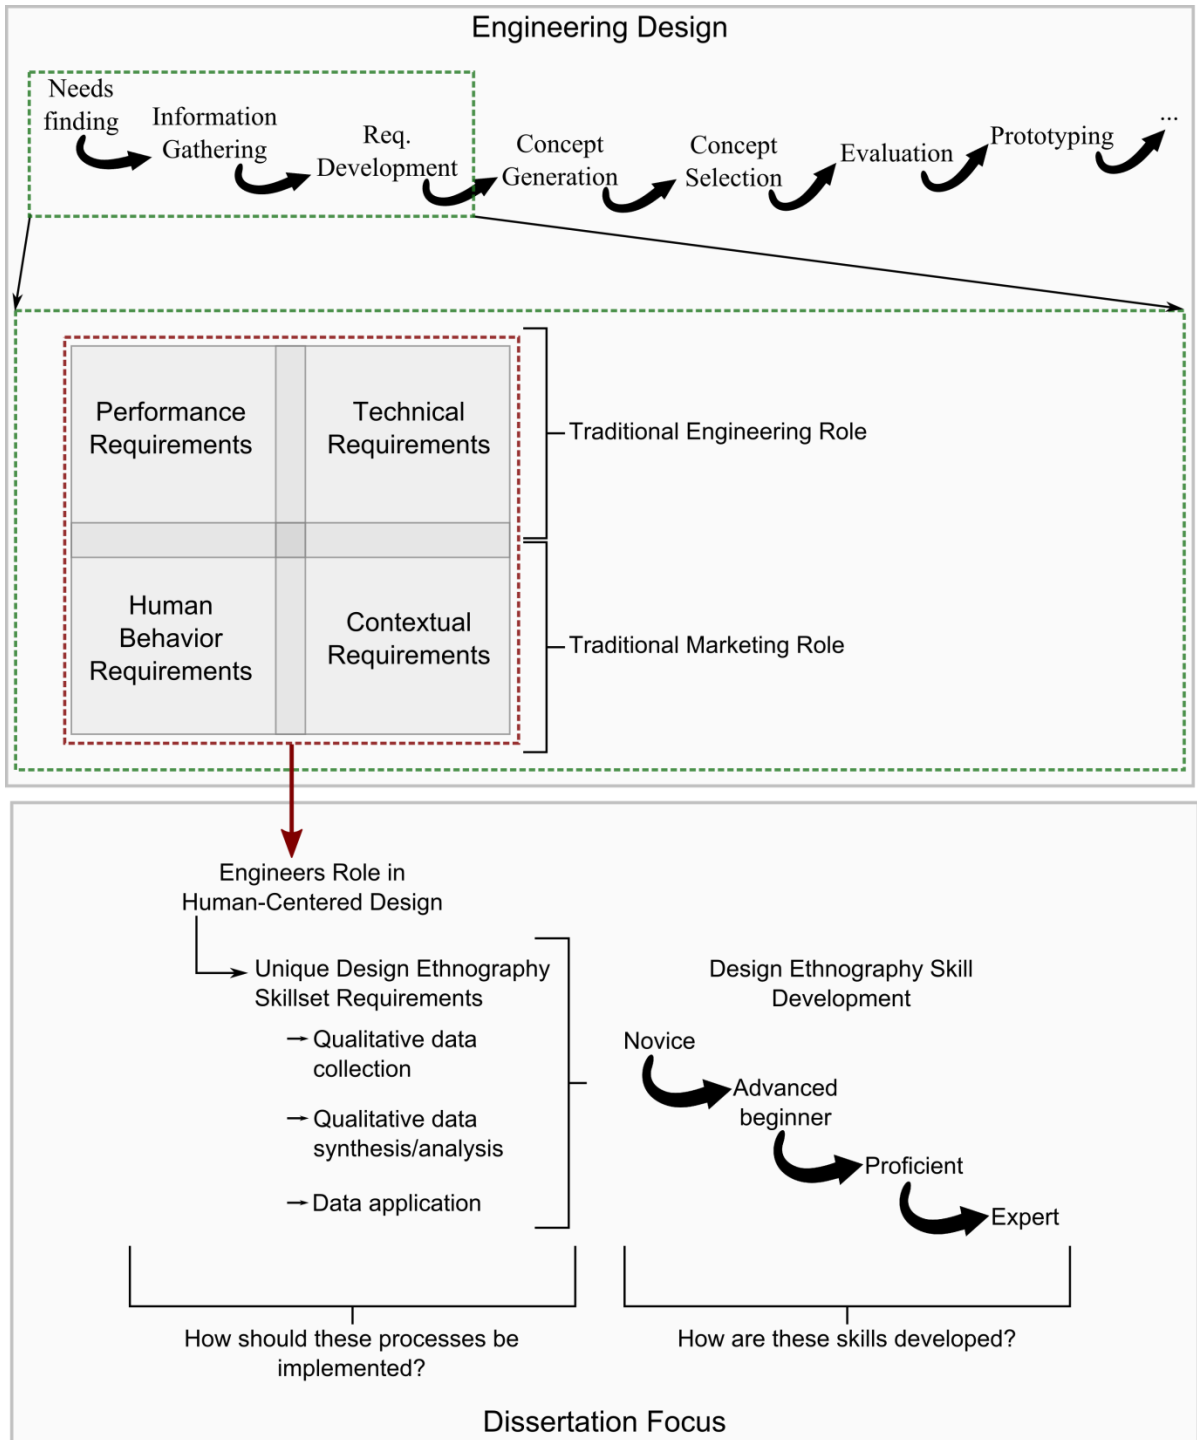 Engineering Design
Needs
finding
Information
Gathering
Req.
Development
Concept
Generation
Concept
Selection
Evaluation
Prototyping
...
Performance
Requirements
Technical
Requirements
Traditional Engineering Role
Human
Behavior
Requirements
Contextual
Requirements
Traditional Marketing Role
Engineers Role in
Human-Centered Design
Unique Design Ethnography
Skillset Requirements
Qualitative data
collection
Qualitative data
synthesis/analysis
Data application
Design Ethnography Skill
Development
Novice
Advanced
beginner
Proficient
Expert
How should these processes be
implemented?
How are these skills developed?
Dissertation Focus